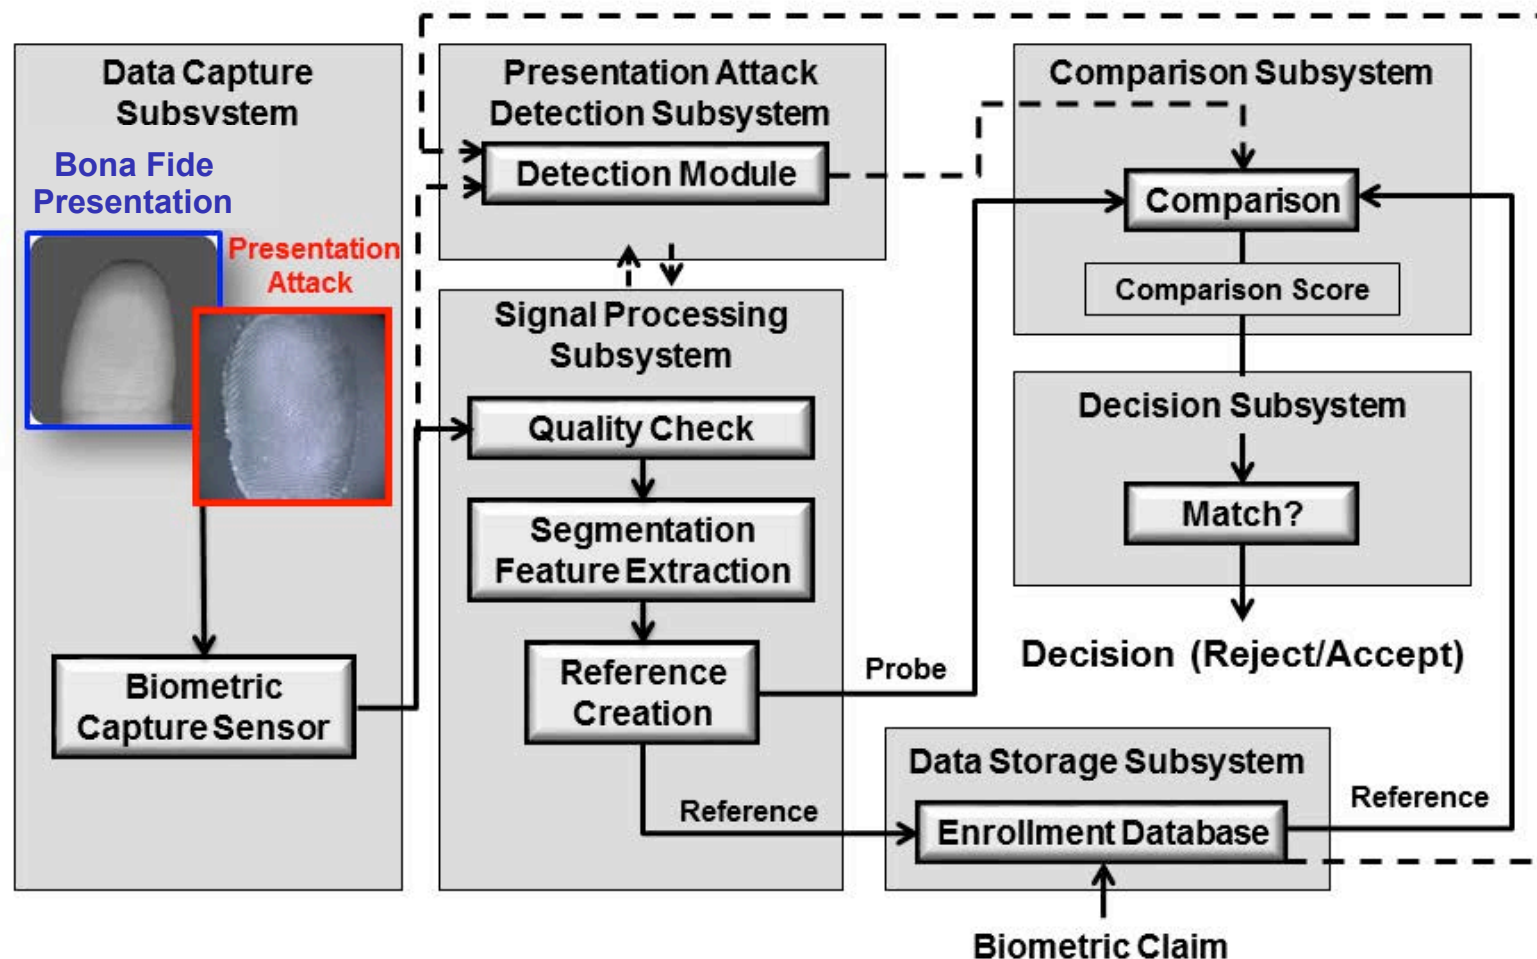 Data Capture
Subsystem
Bona Fide
Presentation
Presentation
Attack
Biometric
Capture Sensor
Presentation Attack
Detection Subsystem
Detection Module
Signal Processing
Subsystem
Quality Check
Segmentation
Feature Extraction
Reference
Creation
Probe
Reference
Comparison Subsystem
Comparison
Comparison Score
Decision Subsystem
Match?
Decision (Reject/Accept)
Data Storage Subsystem
Enrollment Database
Reference
Biometric Claim